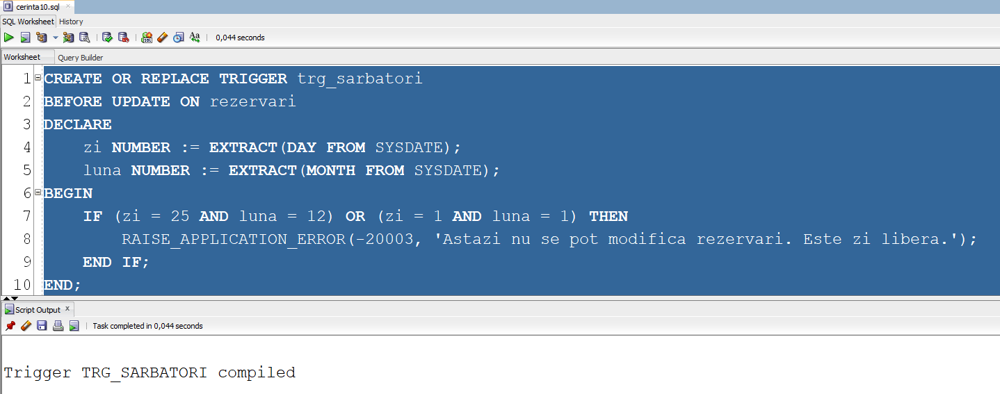 cerinta10.sql
SQL Worksheet History
0,044 seconds
Worksheet Query Builder
1 CREATE OR REPLACE TRIGGER trg_sarbatori
2 BEFORE UPDATE ON rezervari
3 DECLARE
4 zi NUMBER := EXTRACT(DAY FROM SYSDATE);
5 luna NUMBER := EXTRACT(MONTH FROM SYSDATE);
6 BEGIN
7 IF (zi = 25 AND luna = 12) OR (zi = 1 AND luna = 1) THEN
8 RAISE_APPLICATION_ERROR(-20003, 'Astazi nu se pot modifica rezervari. Este zi libera.');
9 END IF;
10 END;
Script Output x
Task completed in 0,044 seconds
Trigger TRG_SARBATORI compiled